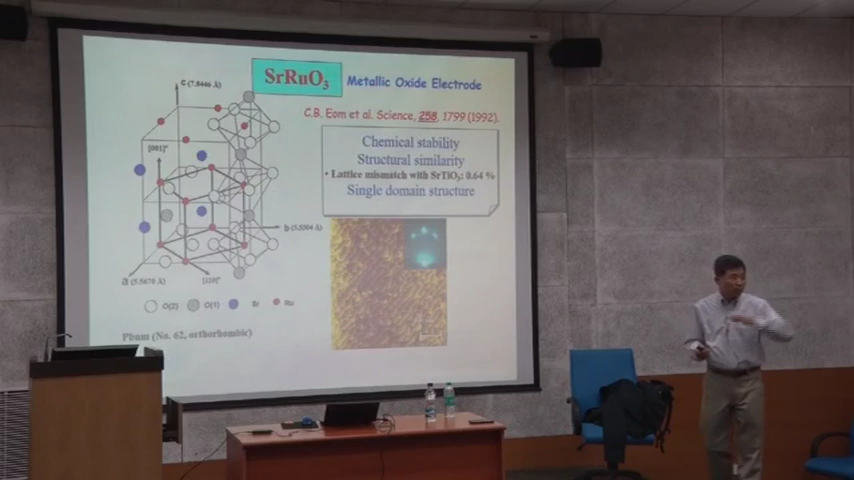 SrRuO3
Metallic Oxide Electrode
C.B. Eom et al. Science, 258, 1799 (1992).
Chemical stability
Structural similarity
• Lattice mismatch with SrTiO3: 0.64 %
Single domain structure
c (7.8446 Å)
[001]
b (5.5304 Å)
a (5.5670 Å)
[110]
O(2) O(1) Sr Ru
Pbnm (No. 62, orthorhombic)